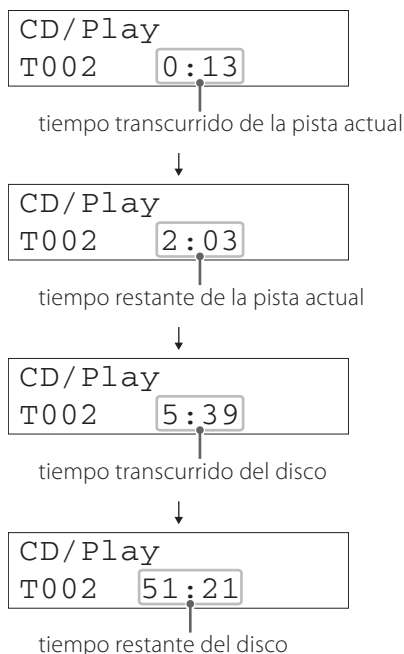 CD/Play
T002 0:13
tiempo transcurrido de la pista actual
↓
CD/Play
T002 2:03
tiempo restante de la pista actual
↓
CD/Play
T002 5:39
tiempo transcurrido del disco
↓
CD/Play
T002 51:21
tiempo restante del disco